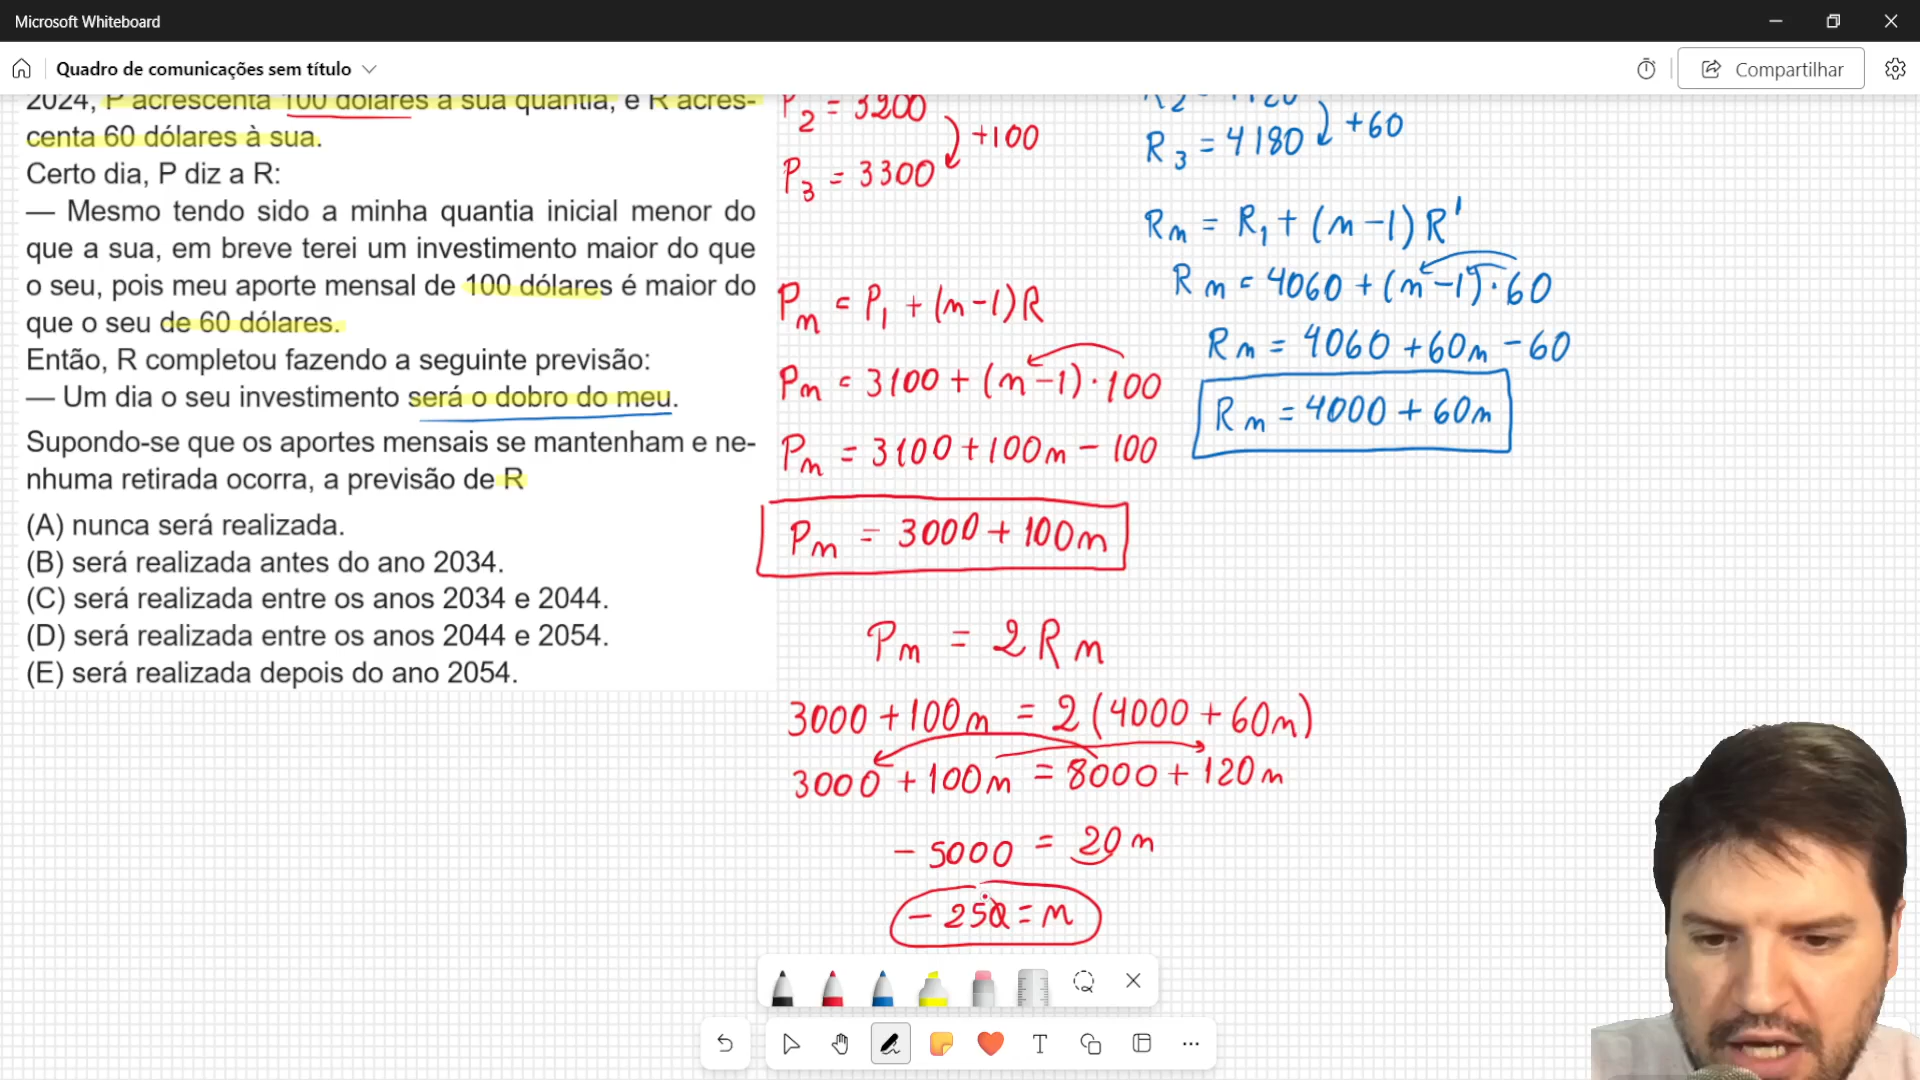 Microsoft Whiteboard
Quadro de comunicações sem título
Compartilhar
2024, P acrescenta 100 dólares à sua quantia, e R acres-
centa 60 dólares à sua.
Certo dia, P diz a R:
— Mesmo tendo sido a minha quantia inicial menor do
que a sua, em breve terei um investimento maior do que
o seu, pois meu aporte mensal de 100 dólares é maior do
que o seu de 60 dólares.
Então, R completou fazendo a seguinte previsão:
— Um dia o seu investimento será o dobro do meu.
Supondo-se que os aportes mensais se mantenham e ne-
nhuma retirada ocorra, a previsão de R
(A) nunca será realizada.
(B) será realizada antes do ano 2034.
(C) será realizada entre os anos 2034 e 2044.
(D) será realizada entre os anos 2044 e 2054.
(E) será realizada depois do ano 2054.
P2 = 3200
+100
P3 = 3300
Pn = P1 + (n-1)R
Pn = 3100 + (n-1)·100
Pn = 3100 + 100n - 100
Pn = 3000 + 100n
R2 = 4120
+60
R3 = 4180
Rn = R1 + (n-1)R'
Rn = 4060 + (n-1)·60
Rn = 4060 + 60n - 60
Rn = 4000 + 60n
Pn = 2Rn
3000 + 100n = 2(4000 + 60n)
3000 + 100n = 8000 + 120n
-5000 = 20n
-250 = n
T